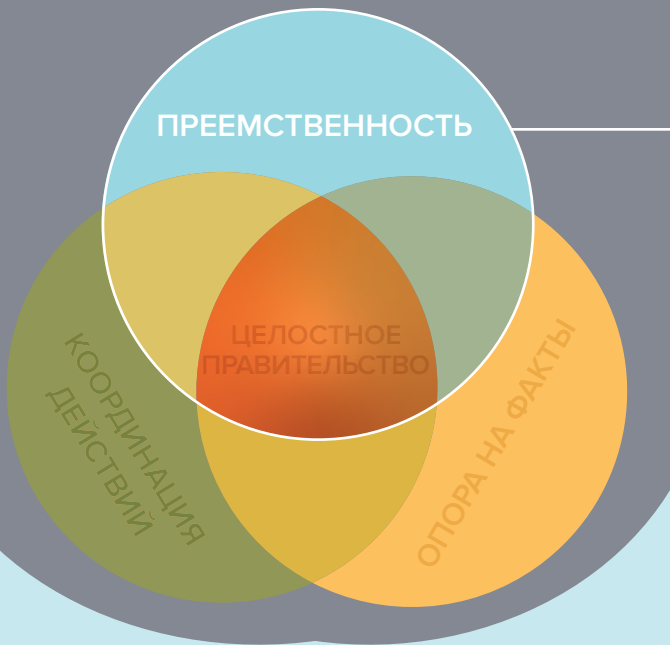 ПРЕЕМСТВЕННОСТЬ
ЦЕЛОСТНОЕ
ПРАВИТЕЛЬСТВО
КООРДИНАЦИЯ
ДЕЙСТВИЙ
ОПОРА НА ФАКТЫ